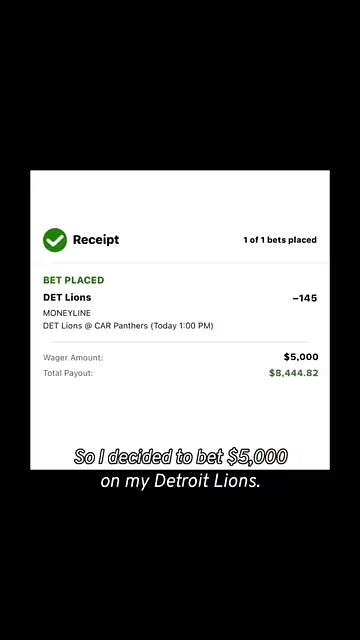 Receipt 1 of 1 bets placed
BET PLACED
DET Lions −145
MONEYLINE
DET Lions @ CAR Panthers (Today 1:00 PM)
Wager Amount: $5,000
Total Payout: $8,444.82
So I decided to bet $5,000
on my Detroit Lions.